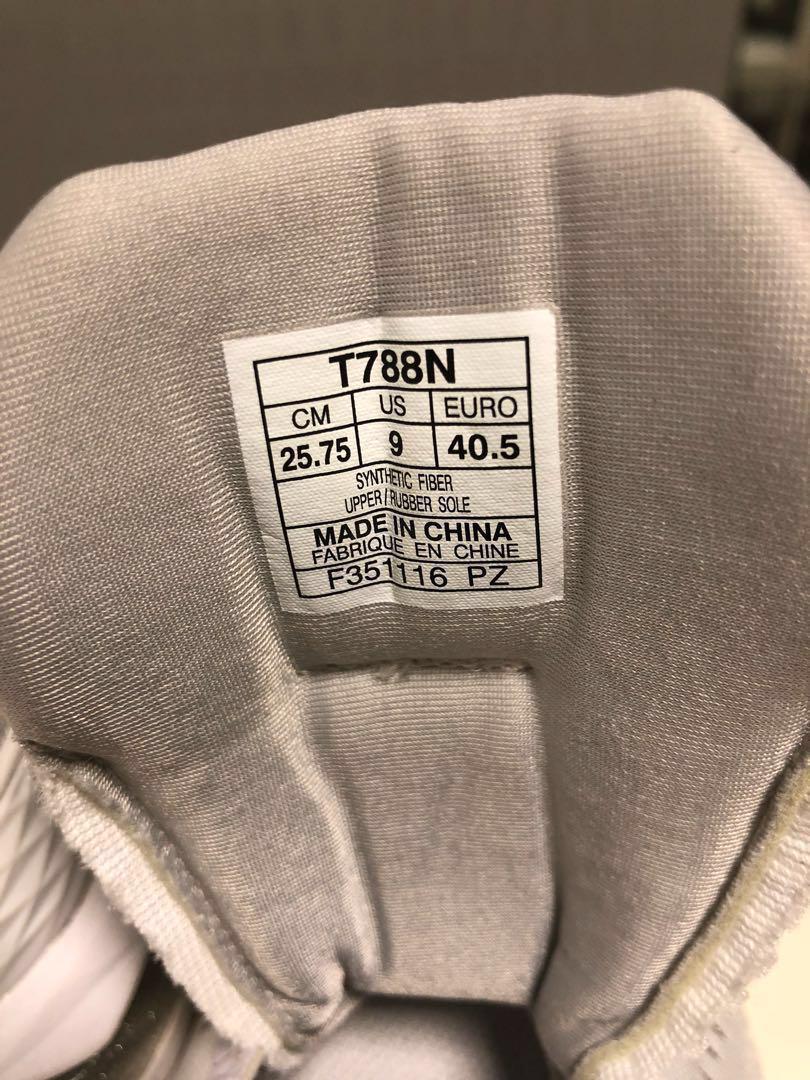 T788N
CM US EURO
25.75 9 40.5
SYNTHETIC FIBER
UPPER/RUBBER SOLE
MADE IN CHINA
FABRIQUE EN CHINE
F351116 PZ